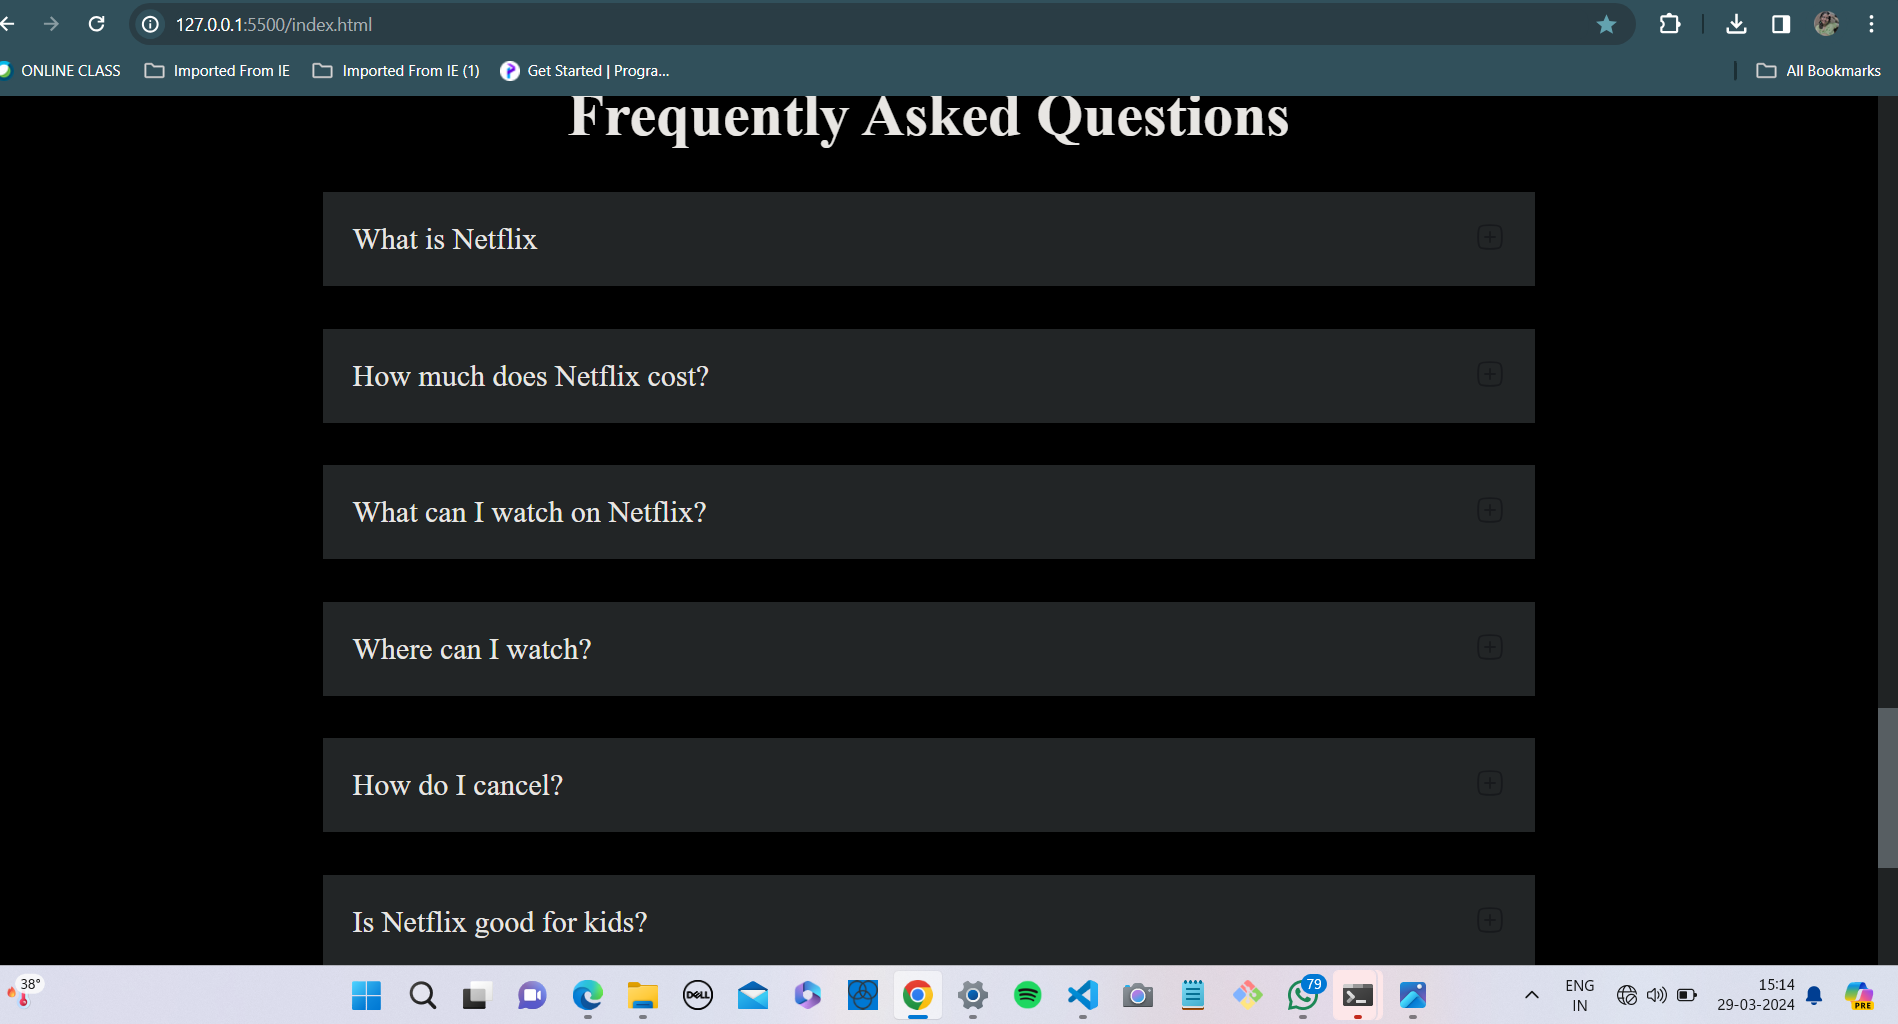 127.0.0.1:5500/index.html
ONLINE CLASS
Imported From IE
Imported From IE (1)
Get Started | Progra...
All Bookmarks
Frequently Asked Questions
What is Netflix
How much does Netflix cost?
What can I watch on Netflix?
Where can I watch?
How do I cancel?
Is Netflix good for kids?
38°
DELL
79
ENG
IN
15:14
29-03-2024
PRE